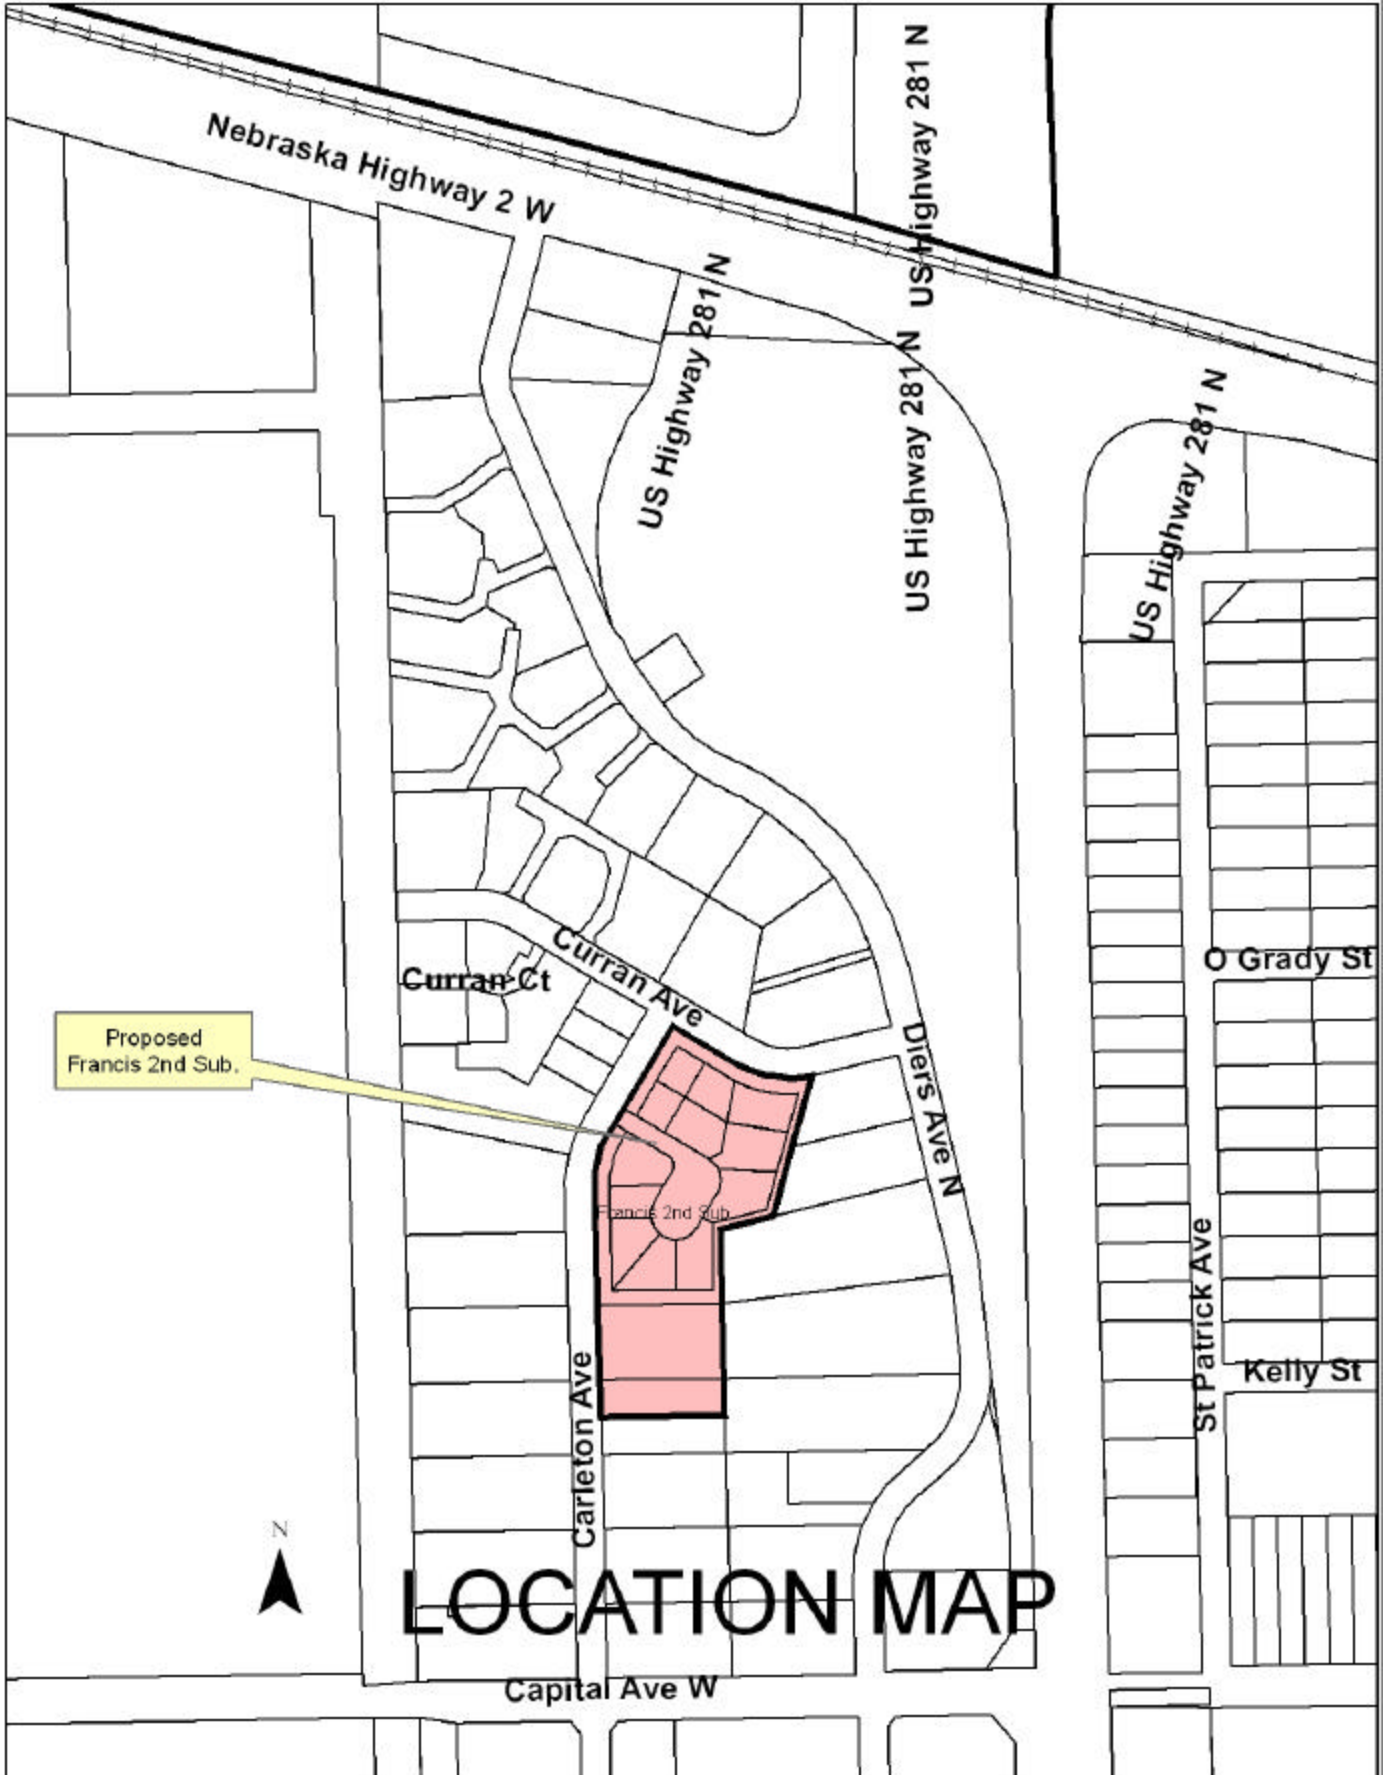 US Highway 281 N
Nebraska Highway 2 W
US Highway 281 N
US Highway 281 N
US Highway 281 N
US Highway 281 N
O Grady St
Curran Ave
Curran Ct
Proposed
Francis 2nd Sub.
Diers Ave N
Francis 2nd Sub
St Patrick Ave
Kelly St
Carleton Ave
N
LOCATION MAP
Capital Ave W